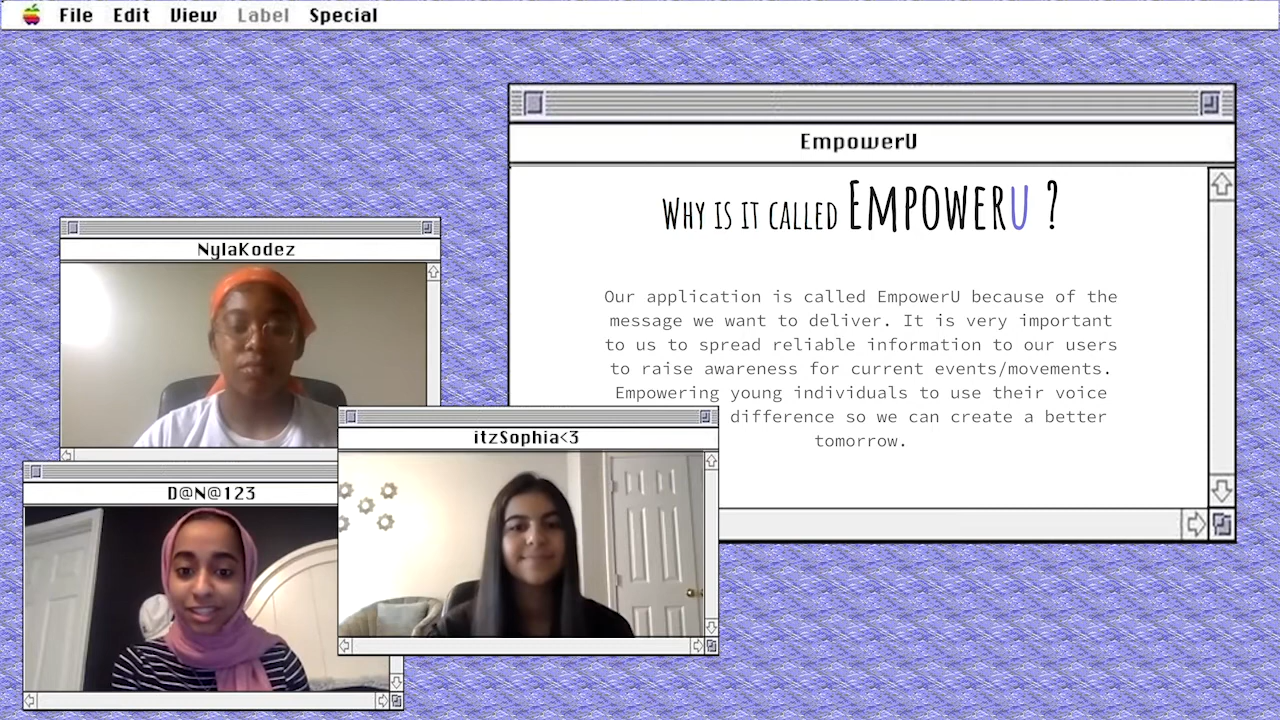 File Edit View Label Special
EmpowerU
Why is it called EmpowerU ?
Our application is called EmpowerU because of the
message we want to deliver. It is very important
to us to spread reliable information to our users
to raise awareness for current events/movements.
Empowering young individuals to use their voice
difference so we can create a better
tomorrow.
NylaKodez
itzSophia<3
D@N@123